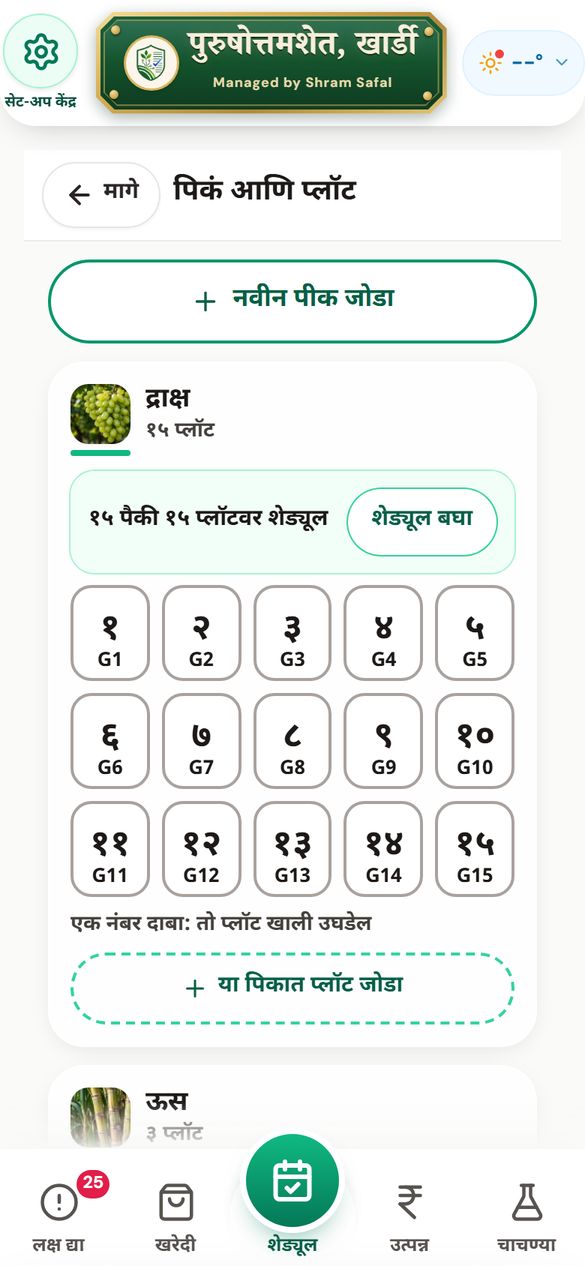 सेट-अप केंद्र
पुरुषोत्तमशेत, खार्डी
Managed by Shram Safal
--°
मागे
पिकं आणि प्लॉट
+ नवीन पीक जोडा
द्राक्ष
१५ प्लॉट
१५ पैकी १५ प्लॉटवर शेड्यूल
शेड्यूल बघा
१ २ ३ ४ ५
G1 G2 G3 G4 G5
६ ७ ८ ९ १०
G6 G7 G8 G9 G10
११ १२ १३ १४ १५
G11 G12 G13 G14 G15
एक नंबर दाबा: तो प्लॉट खाली उघडेल
+ या पिकात प्लॉट जोडा
ऊस
३ प्लॉट
25
लक्ष द्या खरेदी शेड्यूल उत्पन्न चाचण्या